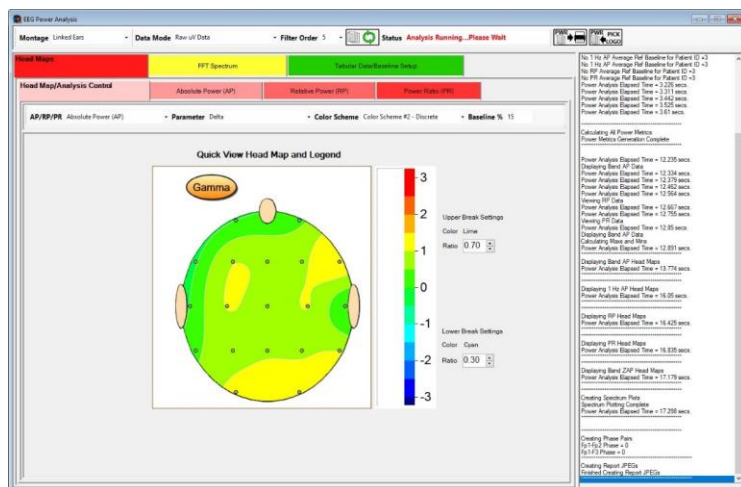 EEG Power Analysis
Montage Linked Ears Data Mode Raw uV Data Filter Order 5 Status Analysis Running...Please Wait PWR PWR PICK LOGO
Head Maps FFT Spectrum Tabular Data/Baseline Setup
Head Map/Analysis Control Absolute Power (AP) Relative Power (RP) Power Ratio (PR)
AP/RP/PR Absolute Power (AP) Parameter Delta Color Scheme Color Scheme #2 - Discrete Baseline % 15
Quick View Head Map and Legend
Gamma
3
2
1
0
-1
-2
-3
Upper Break Settings
Color Lime
Ratio 0.70
Lower Break Settings
Color Cyan
Ratio 0.30
No 1 Hz AP Average Ref Baseline for Patient ID =3
No 1 Hz AP Average Ref Baseline for Patient ID =3
No RP Average Ref Baseline for Patient ID =3
No PR Average Ref Baseline for Patient ID =3
Power Analysis Elapsed Time = 3.226 secs.
Power Analysis Elapsed Time = 3.311 secs.
Power Analysis Elapsed Time = 3.442 secs.
Power Analysis Elapsed Time = 3.525 secs.
Power Analysis Elapsed Time = 3.61 secs.
Calculating All Power Metrics
Power Metrics Generation Complete
Power Analysis Elapsed Time = 12.235 secs.
Displaying Band AP Data
Power Analysis Elapsed Time = 12.334 secs.
Power Analysis Elapsed Time = 12.379 secs.
Power Analysis Elapsed Time = 12.462 secs.
Power Analysis Elapsed Time = 12.564 secs.
Viewing RP Data
Power Analysis Elapsed Time = 12.667 secs.
Power Analysis Elapsed Time = 12.755 secs.
Viewing PR Data
Power Analysis Elapsed Time = 12.85 secs.
Displaying Band AP Data
Calculating Maxs and Mins
Power Analysis Elapsed Time = 12.891 secs.
Displaying Band AP Head Maps
Power Analysis Elapsed Time = 13.774 secs.
Displaying 1 Hz AP Head Maps
Power Analysis Elapsed Time = 16.05 secs.
Displaying RP Head Maps
Power Analysis Elapsed Time = 16.425 secs.
Displaying PR Head Maps
Power Analysis Elapsed Time = 16.835 secs.
Displaying Band ZAP Head Maps
Power Analysis Elapsed Time = 17.179 secs.
Creating Spectrum Plots
Spectrum Plotting Complete
Power Analysis Elapsed Time = 17.298 secs.
Creating Phase Pairs
Fp1-Fp2 Phase = 0
Fp1-F3 Phase = 0
Creating Report JPEGs
Finished Creating Report JPEGs